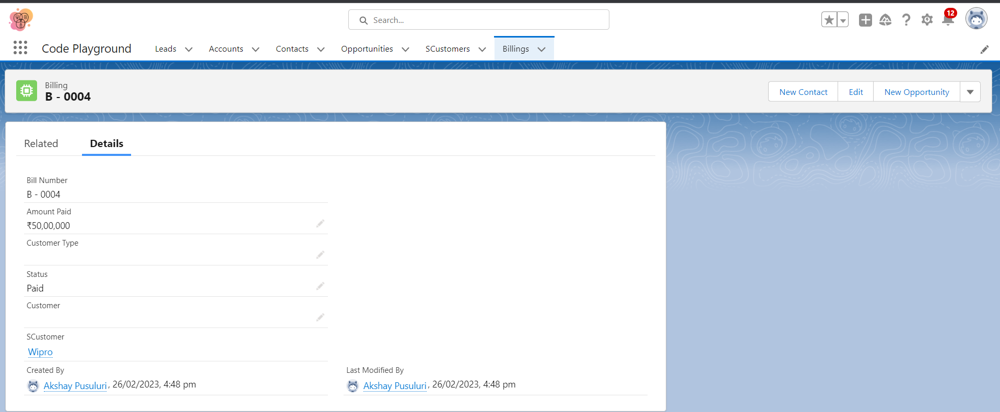 Search...
12
Code Playground Leads Accounts Contacts Opportunities SCustomers Billings
Billing
B - 0004
New Contact Edit New Opportunity
Related Details
Bill Number
B - 0004
Amount Paid
₹50,00,000
Customer Type
Status
Paid
Customer
SCustomer
Wipro
Created By Last Modified By
Akshay Pusuluri, 26/02/2023, 4:48 pm Akshay Pusuluri, 26/02/2023, 4:48 pm